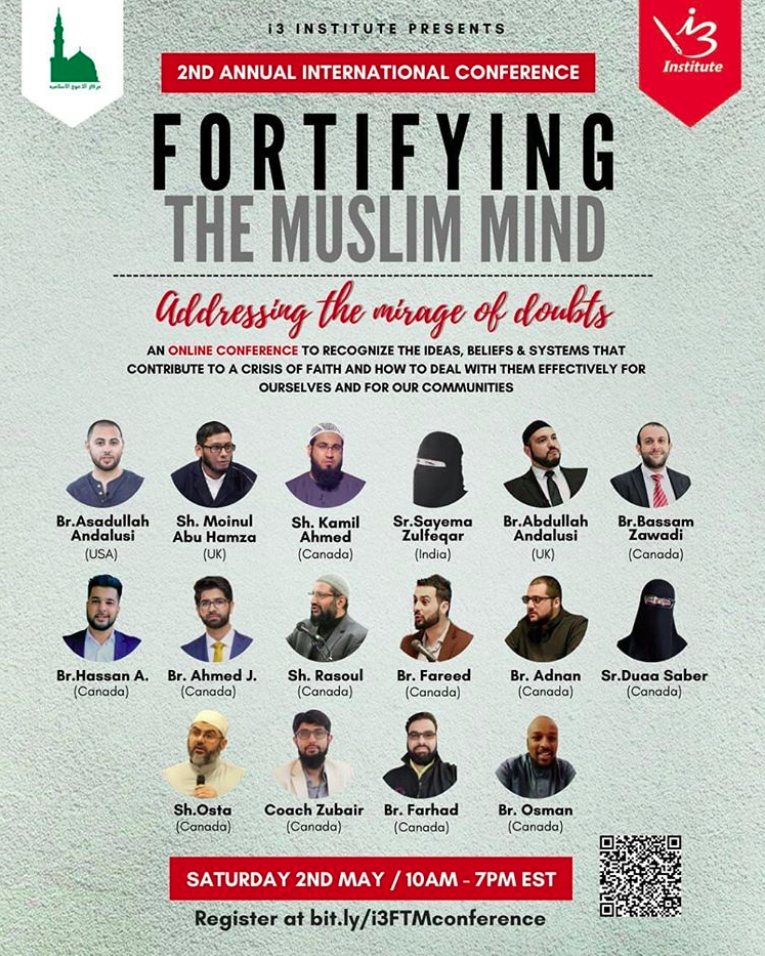 i3 INSTITUTE PRESENTS
i3
Institute
2ND ANNUAL INTERNATIONAL CONFERENCE
FORTIFYING
THE MUSLIM MIND
Addressing the mirage of doubts
AN ONLINE CONFERENCE TO RECOGNIZE THE IDEAS, BELIEFS & SYSTEMS THAT
CONTRIBUTE TO A CRISIS OF FAITH AND HOW TO DEAL WITH THEM EFFECTIVELY FOR
OURSELVES AND FOR OUR COMMUNITIES
Br.Asadullah
Andalusi
(USA)
Sh. Moinul
Abu Hamza
(UK)
Sh. Kamil
Ahmed
(Canada)
Sr.Sayema
Zulfeqar
(India)
Br.Abdullah
Andalusi
(UK)
Br.Bassam
Zawadi
(Canada)
Br.Hassan A.
(Canada)
Br. Ahmed J.
(Canada)
Sh. Rasoul
(Canada)
Br. Fareed
(Canada)
Br. Adnan
(Canada)
Sr.Duaa Saber
(Canada)
Sh.Osta
(Canada)
Coach Zubair
(Canada)
Br. Farhad
(Canada)
Br. Osman
(Canada)
SATURDAY 2ND MAY / 10AM - 7PM EST
Register at bit.ly/i3FTMconference